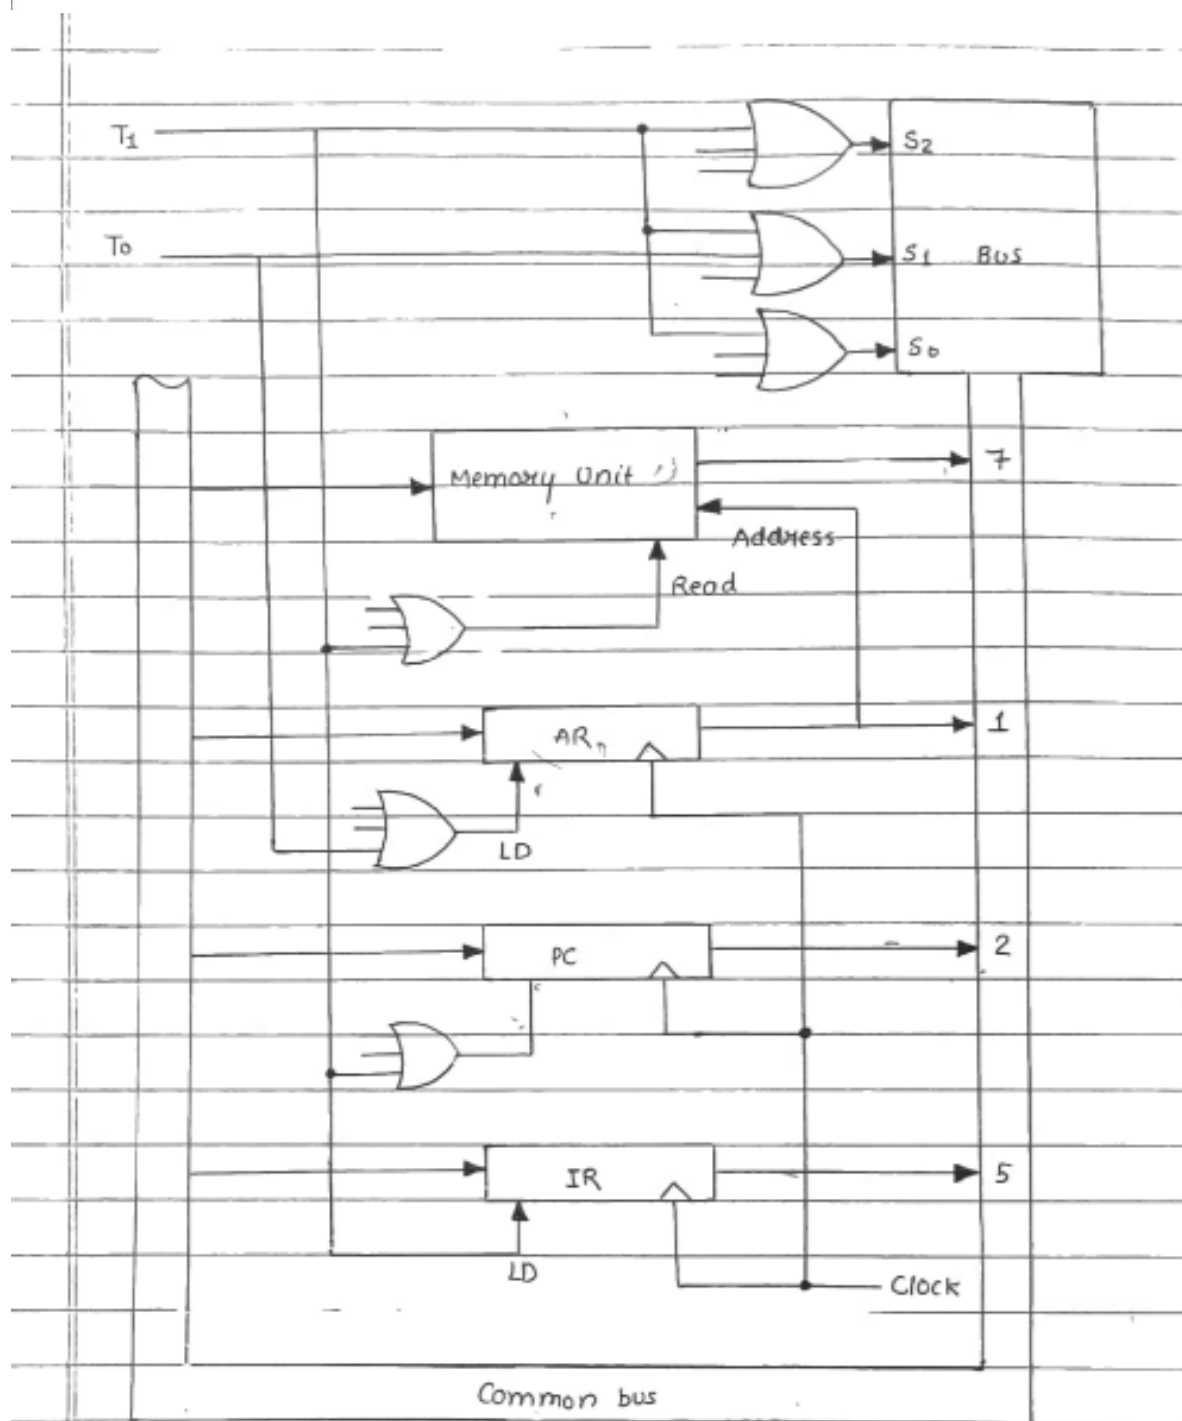 T1
S2
T0
S1 Bus
S0
Memory Unit
7
Address
Read
AR
1
LD
PC
2
IR
5
LD
Clock
Common bus